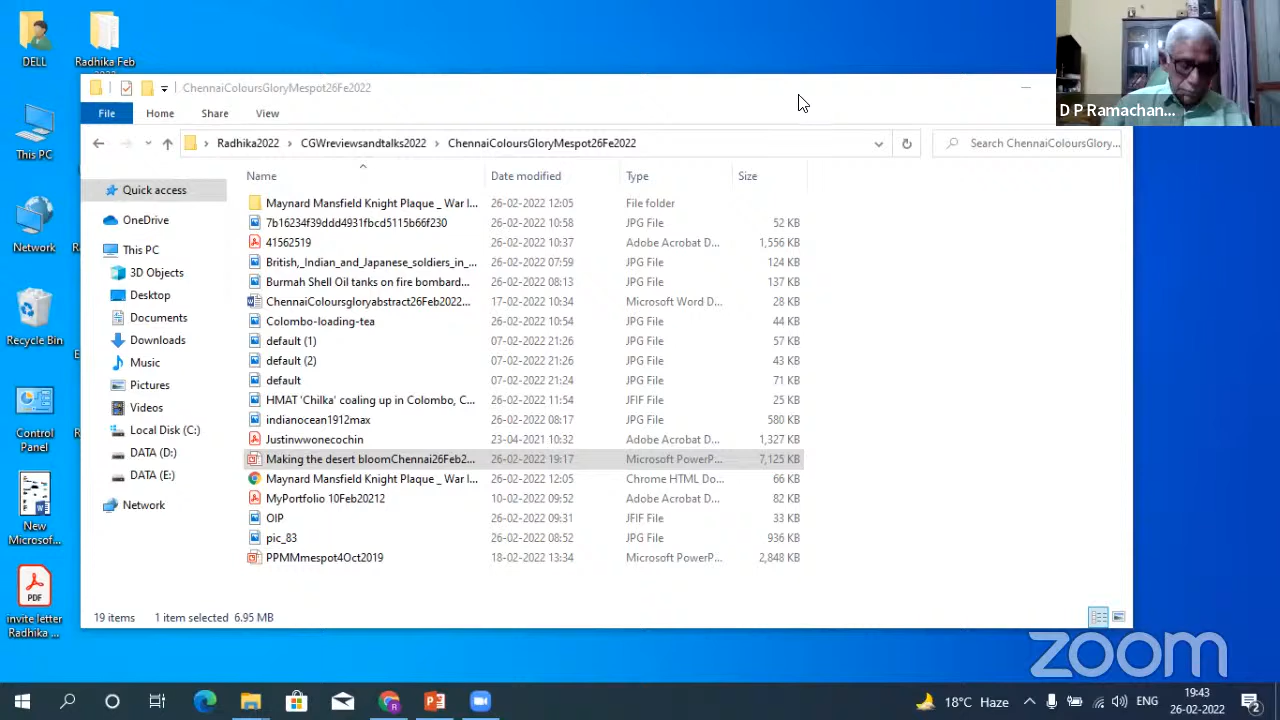 DELL
Radhika Feb
This PC
Network
Recycle Bin
Control
Panel
New
Microsof...
PDF
invite letter
Radhika ...
ChennaiColoursGloryMespot26Fe2022
File Home Share View
Radhika2022 > CGWreviewsandtalks2022 > ChennaiColoursGloryMespot26Fe2022
Search ChennaiColoursGlory...
Quick access
OneDrive
This PC
3D Objects
Desktop
Documents
Downloads
Music
Pictures
Videos
Local Disk (C:)
DATA (D:)
DATA (E:)
Network
Name Date modified Type Size
Maynard Mansfield Knight Plaque _ War I... 26-02-2022 12:05 File folder
7b16234f39ddd4931fbcd5115b66f230 26-02-2022 10:58 JPG File 52 KB
41562519 26-02-2022 10:37 Adobe Acrobat D... 1,556 KB
British,_Indian_and_Japanese_soldiers_in_... 26-02-2022 07:59 JPG File 124 KB
Burmah Shell Oil tanks on fire bombard... 26-02-2022 08:13 JPG File 137 KB
ChennaiColoursgloryabstract26Feb2022... 17-02-2022 10:34 Microsoft Word D... 28 KB
Colombo-loading-tea 26-02-2022 10:54 JPG File 44 KB
default (1) 07-02-2022 21:26 JPG File 57 KB
default (2) 07-02-2022 21:26 JPG File 43 KB
default 07-02-2022 21:24 JPG File 71 KB
HMAT 'Chilka' coaling up in Colombo, C... 26-02-2022 11:54 JFIF File 25 KB
indianocean1912max 26-02-2022 08:17 JPG File 580 KB
Justinwwonecochin 23-04-2021 10:32 Adobe Acrobat D... 1,327 KB
Making the desert bloomChennai26Feb2... 26-02-2022 19:17 Microsoft PowerP... 7,125 KB
Maynard Mansfield Knight Plaque _ War I... 26-02-2022 12:05 Chrome HTML Do... 66 KB
MyPortfolio 10Feb20212 10-02-2022 09:52 Adobe Acrobat D... 82 KB
OIP 26-02-2022 09:31 JFIF File 33 KB
pic_83 26-02-2022 08:52 JPG File 936 KB
PPMMmespot4Oct2019 18-02-2022 13:34 Microsoft PowerP... 2,848 KB
19 items 1 item selected 6.95 MB
D P Ramachan...
zoom
18°C Haze ENG 19:43
26-02-2022 2